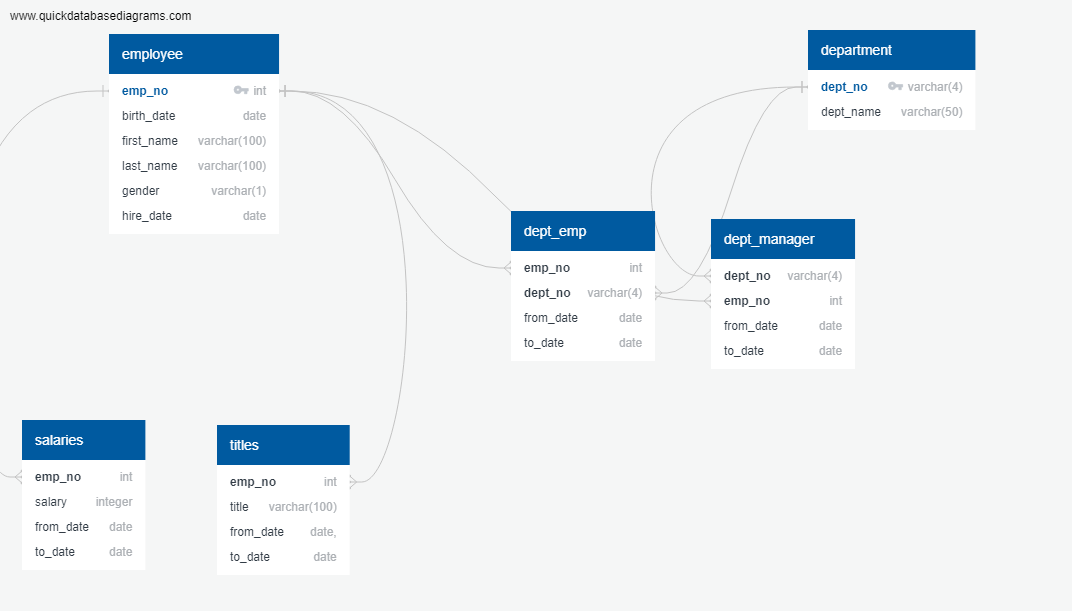 www.quickdatabasediagrams.com
employee
emp_no int
birth_date date
first_name varchar(100)
last_name varchar(100)
gender varchar(1)
hire_date date
department
dept_no varchar(4)
dept_name varchar(50)
dept_emp
emp_no int
dept_no varchar(4)
from_date date
to_date date
dept_manager
dept_no varchar(4)
emp_no int
from_date date
to_date date
salaries
emp_no int
salary integer
from_date date
to_date date
titles
emp_no int
title varchar(100)
from_date date,
to_date date